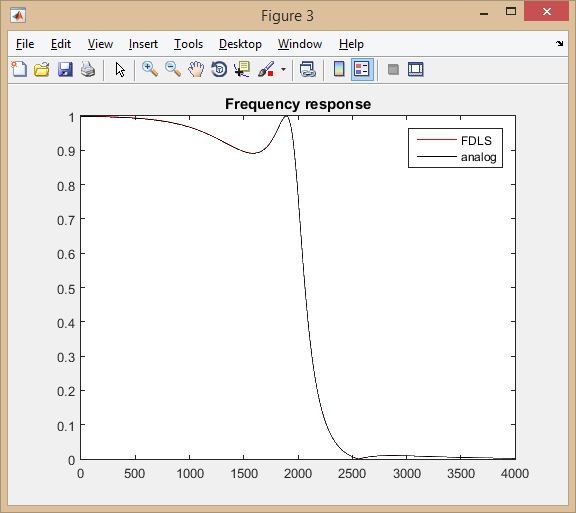 Figure 3
File Edit View Insert Tools Desktop Window Help
Frequency response
1
0.9
0.8
0.7
0.6
0.5
0.4
0.3
0.2
0.1
0
FDLS
analog
0 500 1000 1500 2000 2500 3000 3500 4000